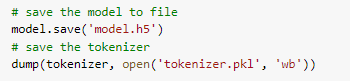 # save the model to file
model.save('model.h5')
# save the tokenizer
dump(tokenizer, open('tokenizer.pkl', 'wb'))